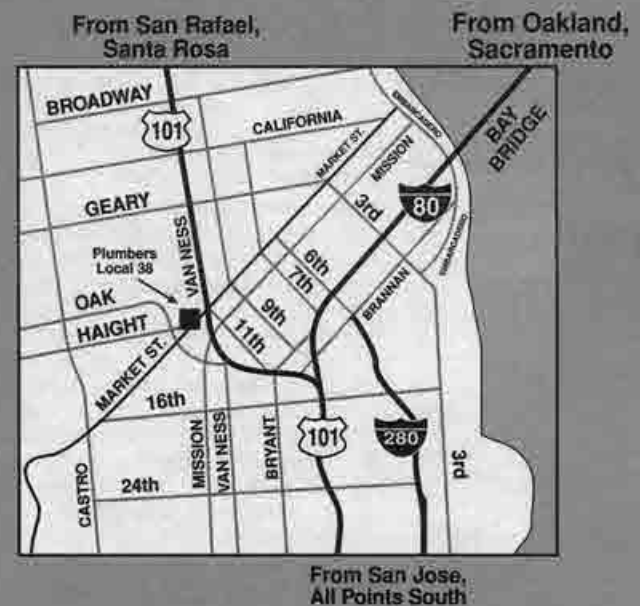 From San Rafael,
Santa Rosa
From Oakland,
Sacramento
BROADWAY
101
CALIFORNIA
EMBARCADERO
BAY
BRIDGE
MARKET ST.
MISSION
GEARY
VAN NESS
3rd
80
EMBARCADERO
Plumbers
Local 38
6th
7th
OAK
9th
BRANNAN
HAIGHT
11th
MARKET ST.
16th
101
280
CASTRO
MISSION
VAN NESS
BRYANT
3rd
24th
From San Jose,
All Points South